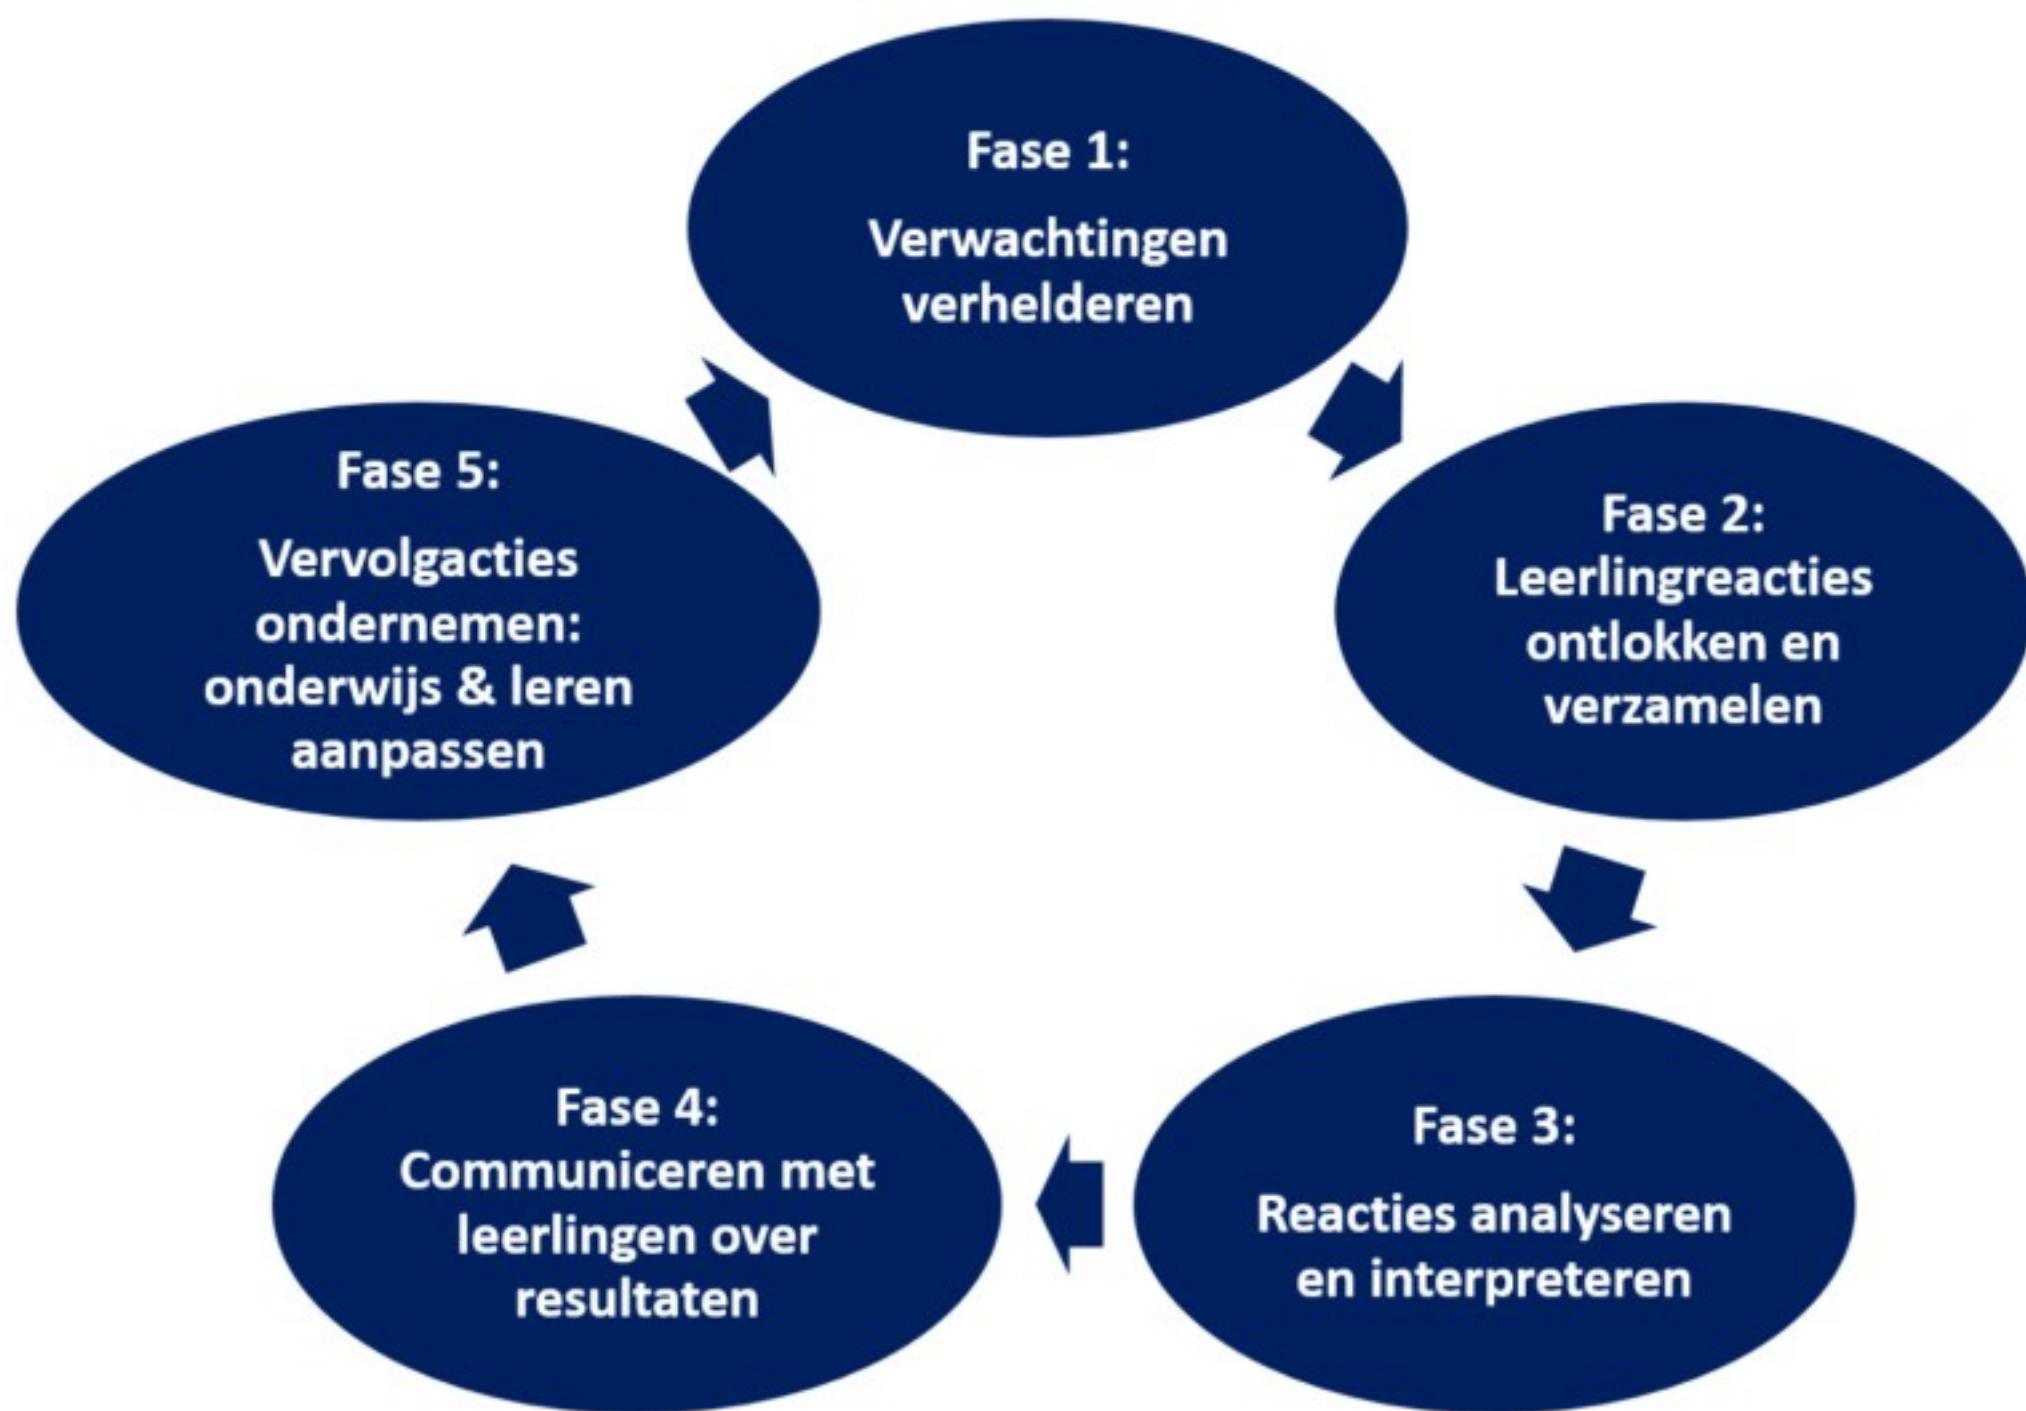 Fase 1:
Verwachtingen
verhelderen
Fase 2:
Leerlingreacties
ontlokken en
verzamelen
Fase 3:
Reacties analyseren
en interpreteren
Fase 4:
Communiceren met
leerlingen over
resultaten
Fase 5:
Vervolgacties
ondernemen:
onderwijs & leren
aanpassen